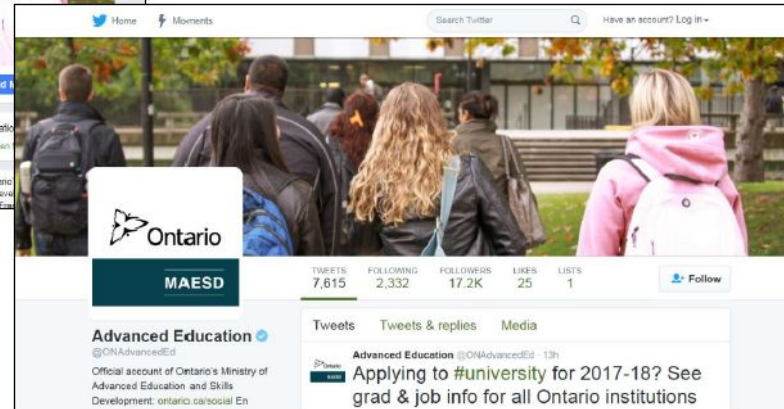 Home Moments Search Twitter Have an account? Log in
Ontario
MAESD
TWEETS FOLLOWING FOLLOWERS LIKES LISTS
7,615 2,332 17.2K 25 1
Follow
Advanced Education
@ONAdvancedEd
Official account of Ontario's Ministry of
Advanced Education and Skills
Development: ontario.ca/social En
Tweets Tweets & replies Media
Advanced Education @ONAdvancedEd · 13h
Applying to #university for 2017-18? See
grad & job info for all Ontario institutions